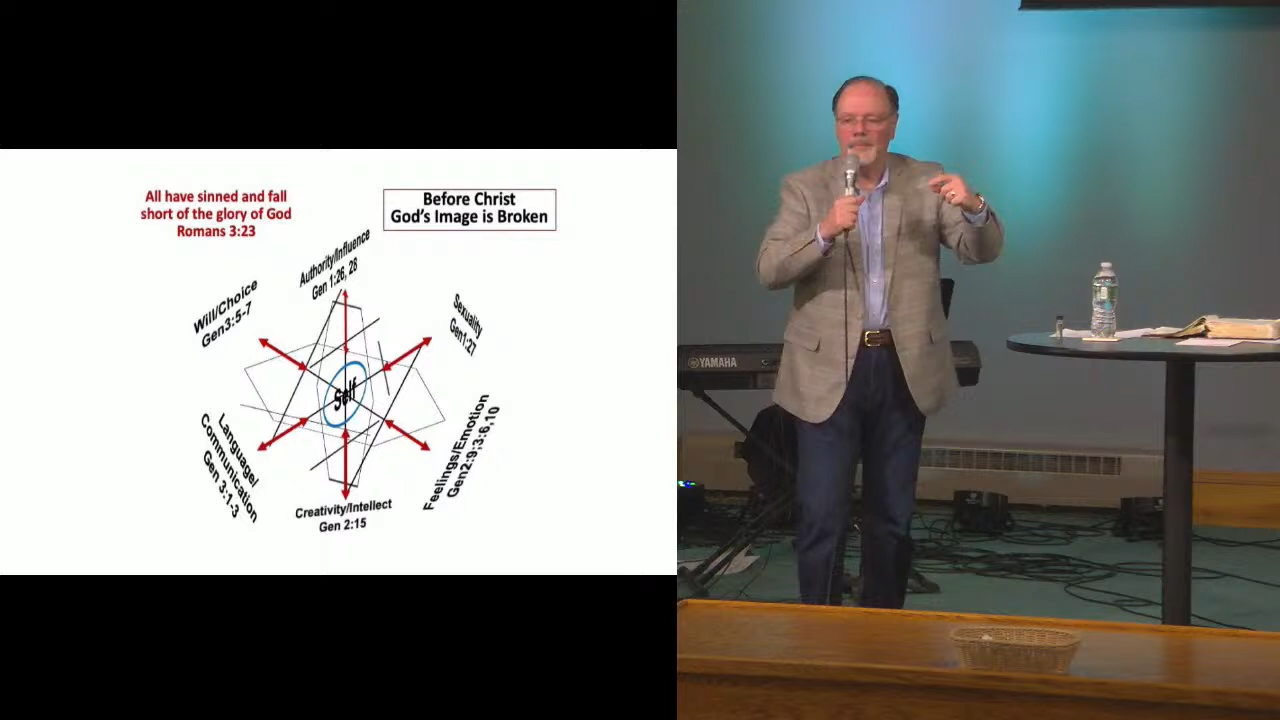 All have sinned and fall
short of the glory of God
Romans 3:23
Before Christ
God's Image is Broken
Authority/Influence
Gen 1:26, 28
Will/Choice
Gen3:5-7
Sexuality
Gen1:27
Self
Language/
Communication
Gen 3:1-3
Feelings/Emotion
Gen2:9;3:6,10
Creativity/Intellect
Gen 2:15
YAMAHA